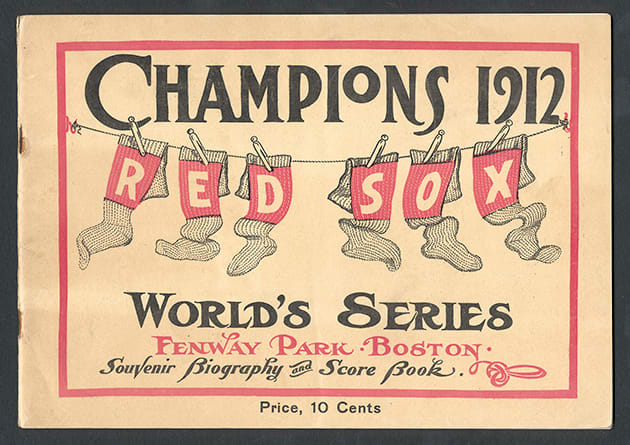 CHAMPIONS 1912
RED SOX
WORLD'S SERIES
FENWAY PARK · BOSTON ·
Souvenir Biography and Score Book.
Price, 10 Cents